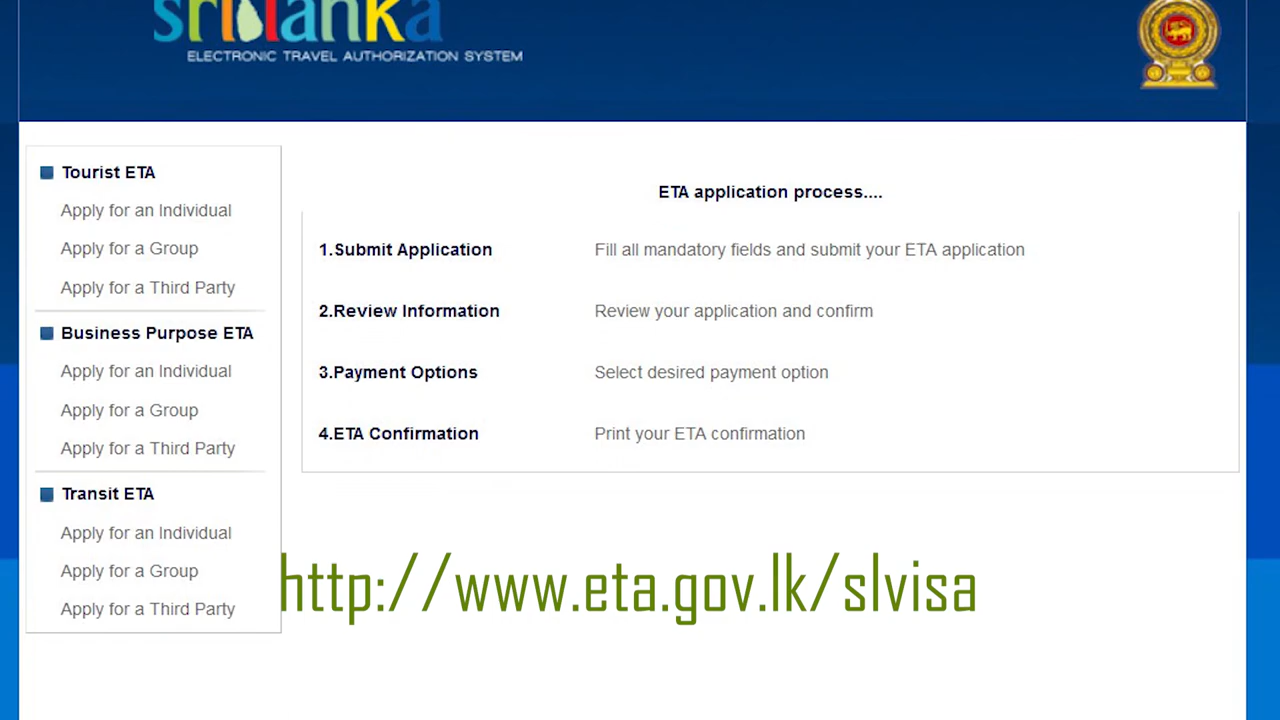 srilanka
ELECTRONIC TRAVEL AUTHORIZATION SYSTEM
Tourist ETA
Apply for an Individual
Apply for a Group
Apply for a Third Party
Business Purpose ETA
Apply for an Individual
Apply for a Group
Apply for a Third Party
Transit ETA
Apply for an Individual
Apply for a Group
Apply for a Third Party
ETA application process....
1.Submit Application Fill all mandatory fields and submit your ETA application
2.Review Information Review your application and confirm
3.Payment Options Select desired payment option
4.ETA Confirmation Print your ETA confirmation
http://www.eta.gov.lk/slvisa